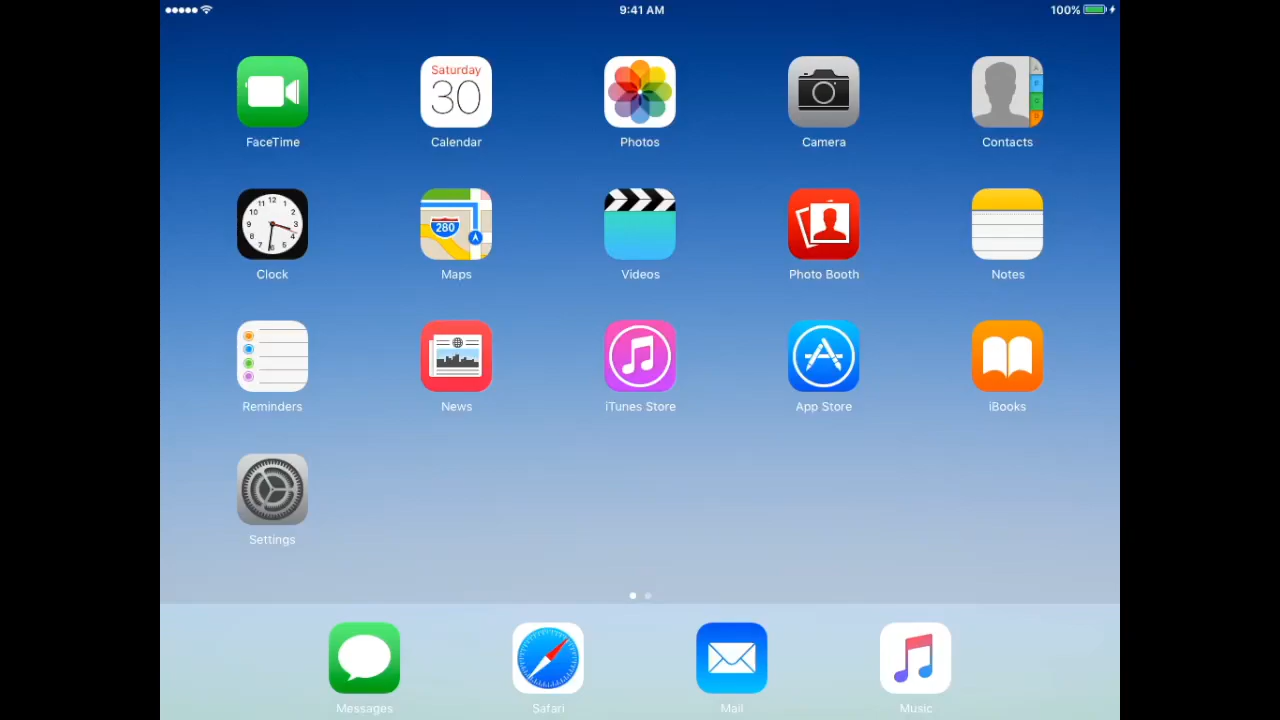 9:41 AM
100%
FaceTime
Saturday
30
Calendar
Photos
Camera
Contacts
Clock
280
Maps
Videos
Photo Booth
Notes
Reminders
News
iTunes Store
App Store
iBooks
Settings
Messages
Safari
Mail
Music